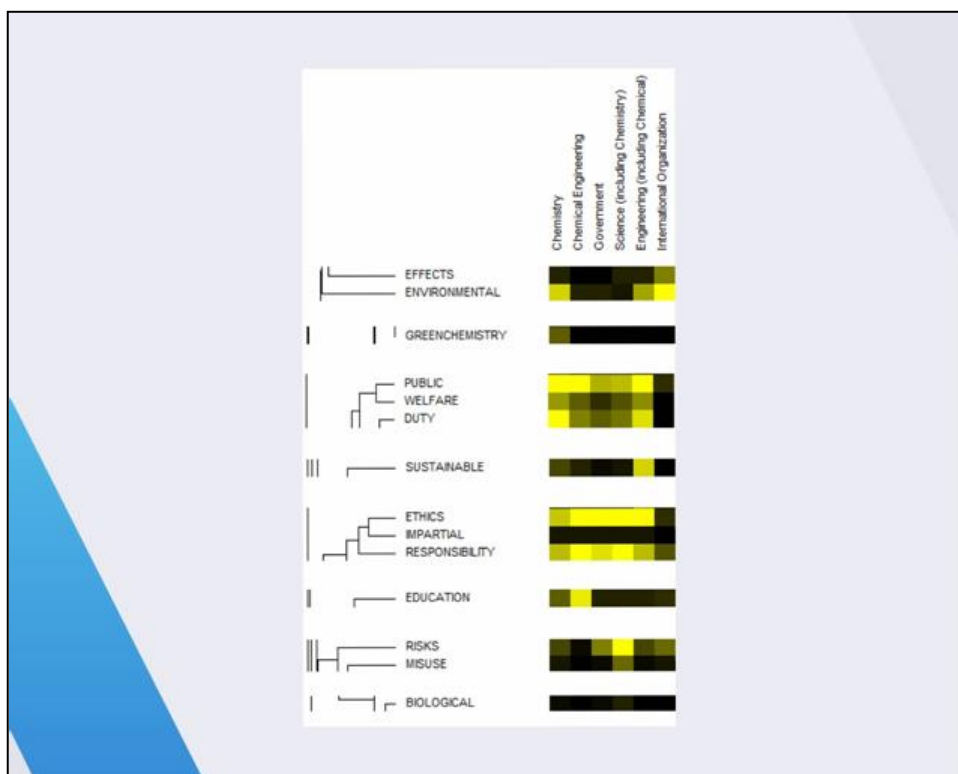 Chemistry
Chemical Engineering
Government
Science (including Chemistry)
Engineering (including Chemical)
International Organization
EFFECTS
ENVIRONMENTAL
GREENCHEMISTRY
PUBLIC
WELFARE
DUTY
SUSTAINABLE
ETHICS
IMPARTIAL
RESPONSIBILITY
EDUCATION
RISKS
MISUSE
BIOLOGICAL